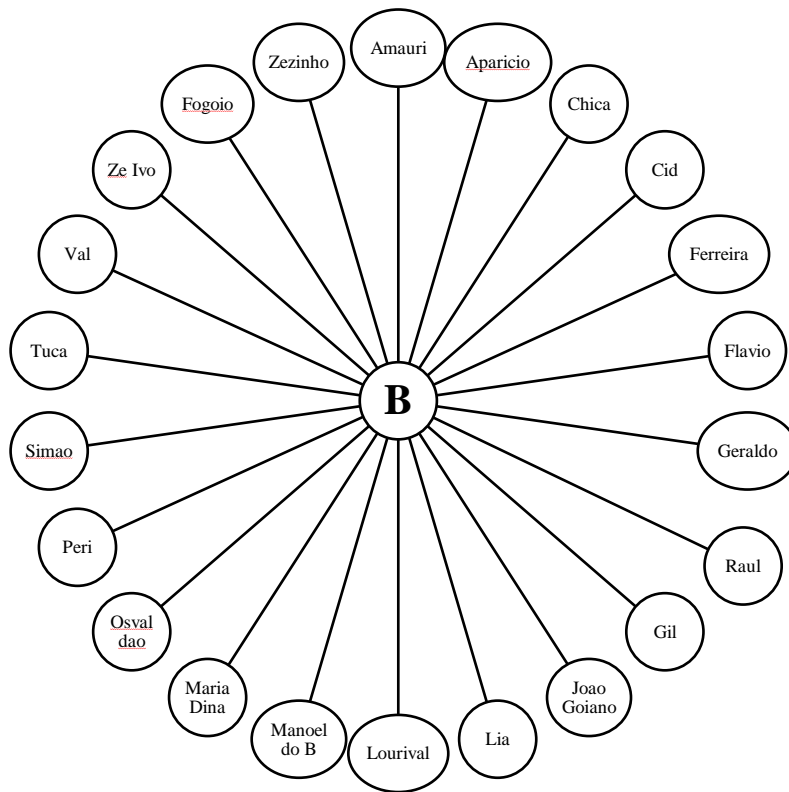 Amauri
Aparicio
Chica
Cid
Ferreira
Flavio
Geraldo
Raul
Gil
Joao
Goiano
Lia
Lourival
Manoel
do B
Maria
Dina
Osval
dao
Peri
Simao
Tuca
Val
Ze Ivo
Fogoio
Zezinho
B